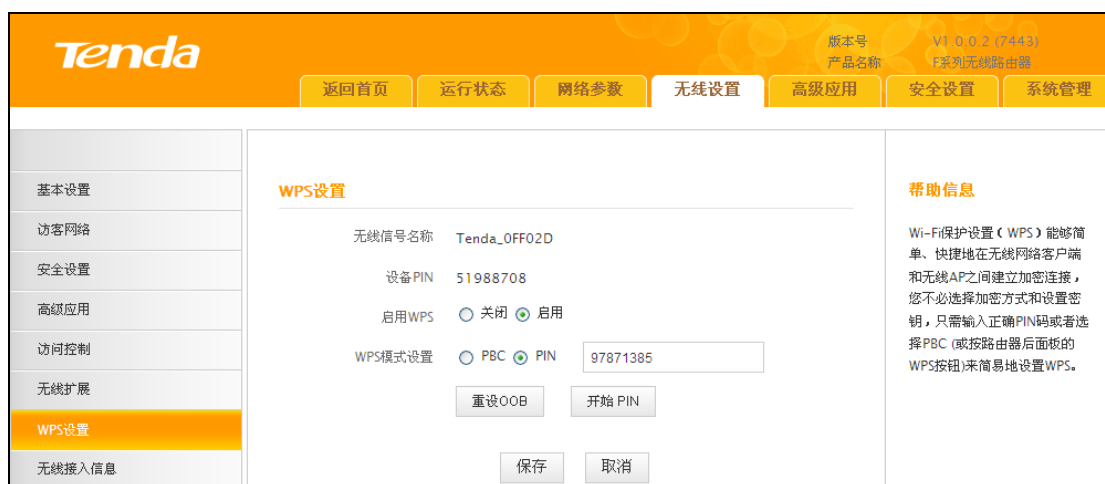 Tenda
版本号 V1.0.0.2 (7443)
产品名称 F系列无线路由器
返回首页 运行状态 网络参数 无线设置 高级应用 安全设置 系统管理
基本设置
访客网络
安全设置
高级应用
访问控制
无线扩展
WPS设置
无线接入信息
WPS设置
无线信号名称 Tenda_0FF02D
设备PIN 51988708
启用WPS 关闭 启用
WPS模式设置 PBC PIN 97871385
重设OOB 开始 PIN
保存 取消
帮助信息
Wi-Fi保护设置（WPS）能够简
单、快捷地在无线网络客户端
和无线AP之间建立加密连接，
您不必选择加密方式和设置密
钥，只需输入正确PIN码或者选
择PBC (或按路由器后面板的
WPS按钮)来简易地设置WPS。